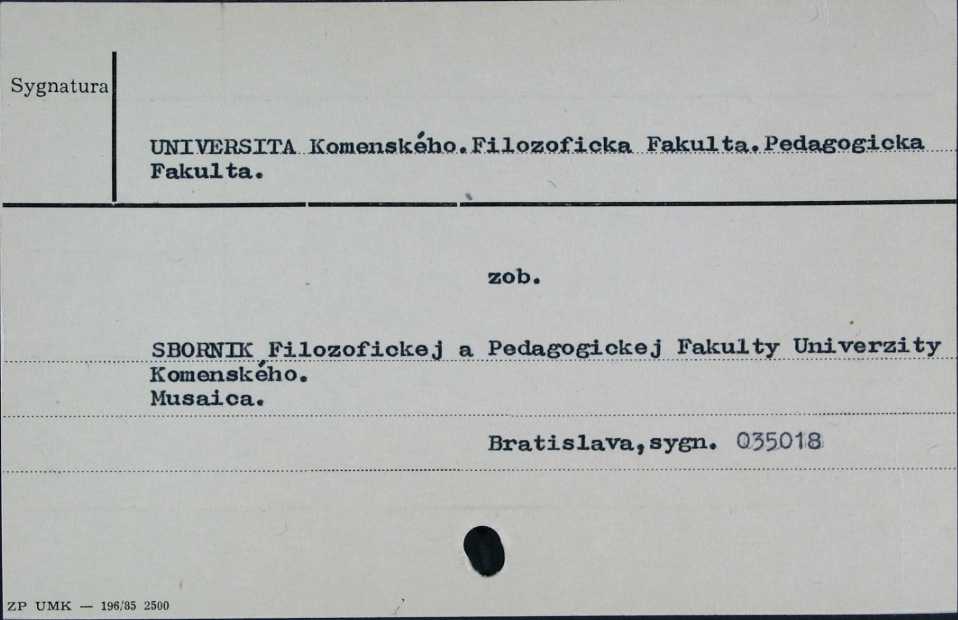 Sygnatura
UNIVERSITA Komenského.Filozoficka Fakulta.Pedagogicka
Fakulta.
zob.
SBORNIK Filozofickej a Pedagogickej Fakulty Univerzity
Komenského.
Musaica.
Bratislava,sygn. 035018
ZP UMK — 196/85 2500